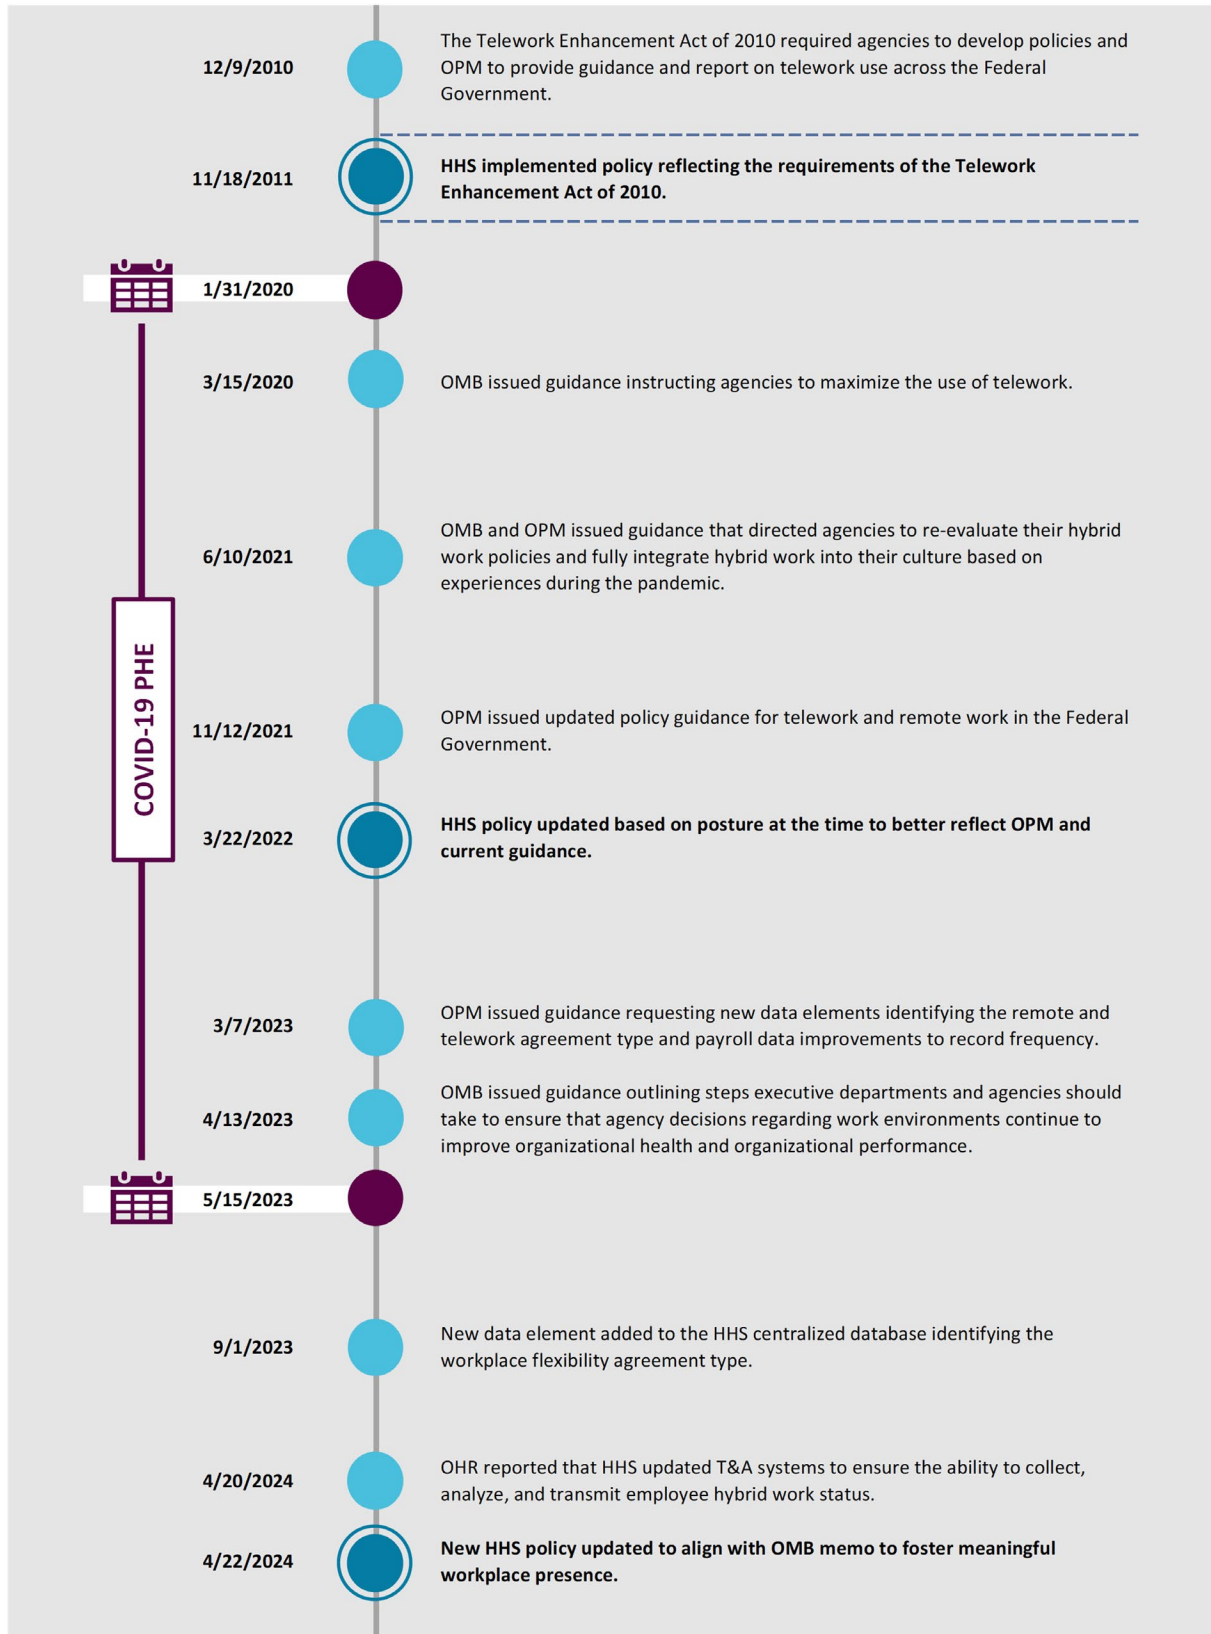 12/9/2010
The Telework Enhancement Act of 2010 required agencies to develop policies and
OPM to provide guidance and report on telework use across the Federal
Government.
11/18/2011
HHS implemented policy reflecting the requirements of the Telework
Enhancement Act of 2010.
1/31/2020
3/15/2020
OMB issued guidance instructing agencies to maximize the use of telework.
6/10/2021
OMB and OPM issued guidance that directed agencies to re-evaluate their hybrid
work policies and fully integrate hybrid work into their culture based on
experiences during the pandemic.
COVID-19 PHE
11/12/2021
OPM issued updated policy guidance for telework and remote work in the Federal
Government.
3/22/2022
HHS policy updated based on posture at the time to better reflect OPM and
current guidance.
3/7/2023
OPM issued guidance requesting new data elements identifying the remote and
telework agreement type and payroll data improvements to record frequency.
4/13/2023
OMB issued guidance outlining steps executive departments and agencies should
take to ensure that agency decisions regarding work environments continue to
improve organizational health and organizational performance.
5/15/2023
9/1/2023
New data element added to the HHS centralized database identifying the
workplace flexibility agreement type.
4/20/2024
OHR reported that HHS updated T&A systems to ensure the ability to collect,
analyze, and transmit employee hybrid work status.
4/22/2024
New HHS policy updated to align with OMB memo to foster meaningful
workplace presence.